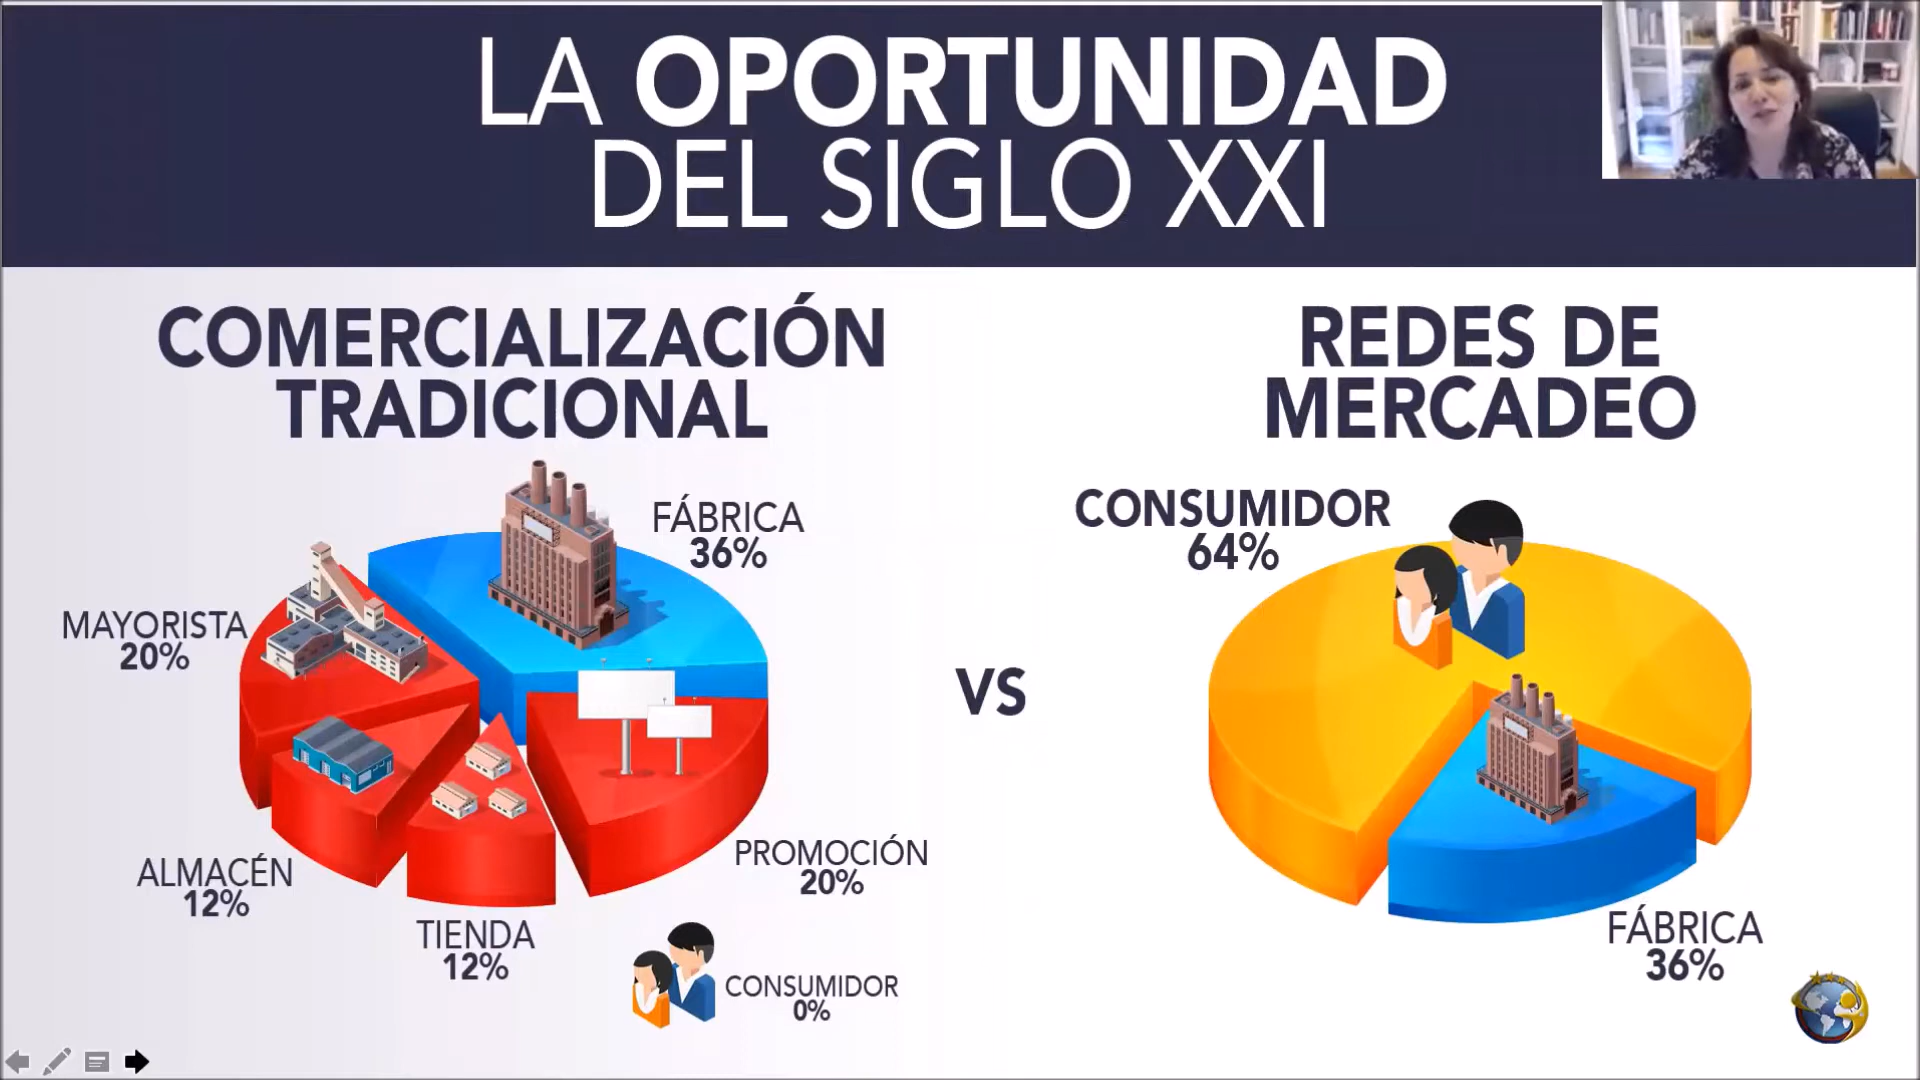 LA OPORTUNIDAD
DEL SIGLO XXI
COMERCIALIZACIÓN
TRADICIONAL
FÁBRICA
36%
MAYORISTA
20%
ALMACÉN
12%
TIENDA
12%
PROMOCIÓN
20%
CONSUMIDOR
0%
VS
REDES DE
MERCADEO
CONSUMIDOR
64%
FÁBRICA
36%